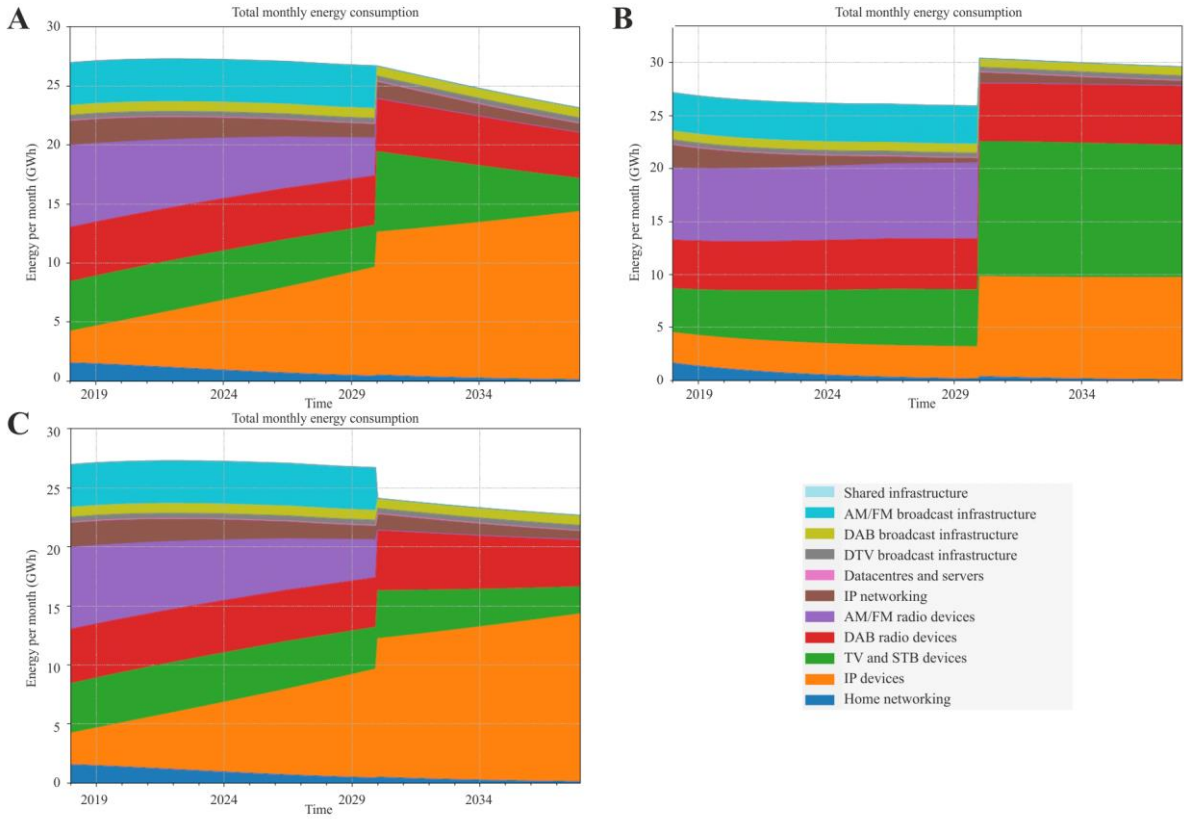 A
Total monthly energy consumption
30
25
20
15
10
5
0
Energy per month (GWh)
2019
2024
2029
2034
Time
B
Total monthly energy consumption
30
25
20
15
10
5
0
Energy per month (GWh)
2019
2024
2029
2034
Time
C
Total monthly energy consumption
30
25
20
15
10
5
0
Energy per month (GWh)
2019
2024
2029
2034
Time
Shared infrastructure
AM/FM broadcast infrastructure
DAB broadcast infrastructure
DTV broadcast infrastructure
Datacentres and servers
IP networking
AM/FM radio devices
DAB radio devices
TV and STB devices
IP devices
Home networking